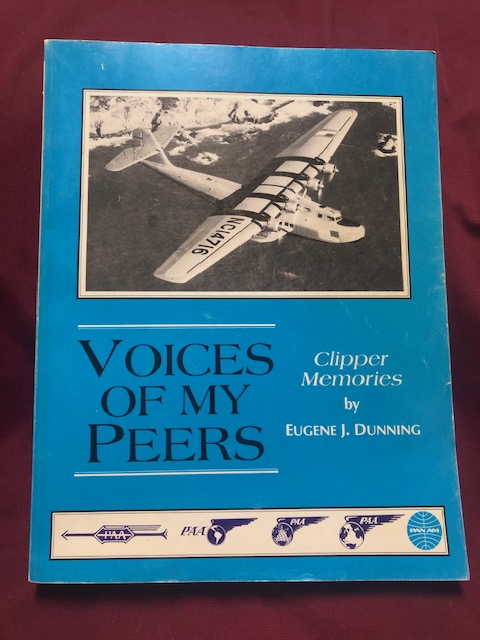 NC14716
VOICES
OF MY
PEERS
Clipper
Memories
by
EUGENE J. DUNNING
PAA
PAA
PAA
PAA
PAN AM